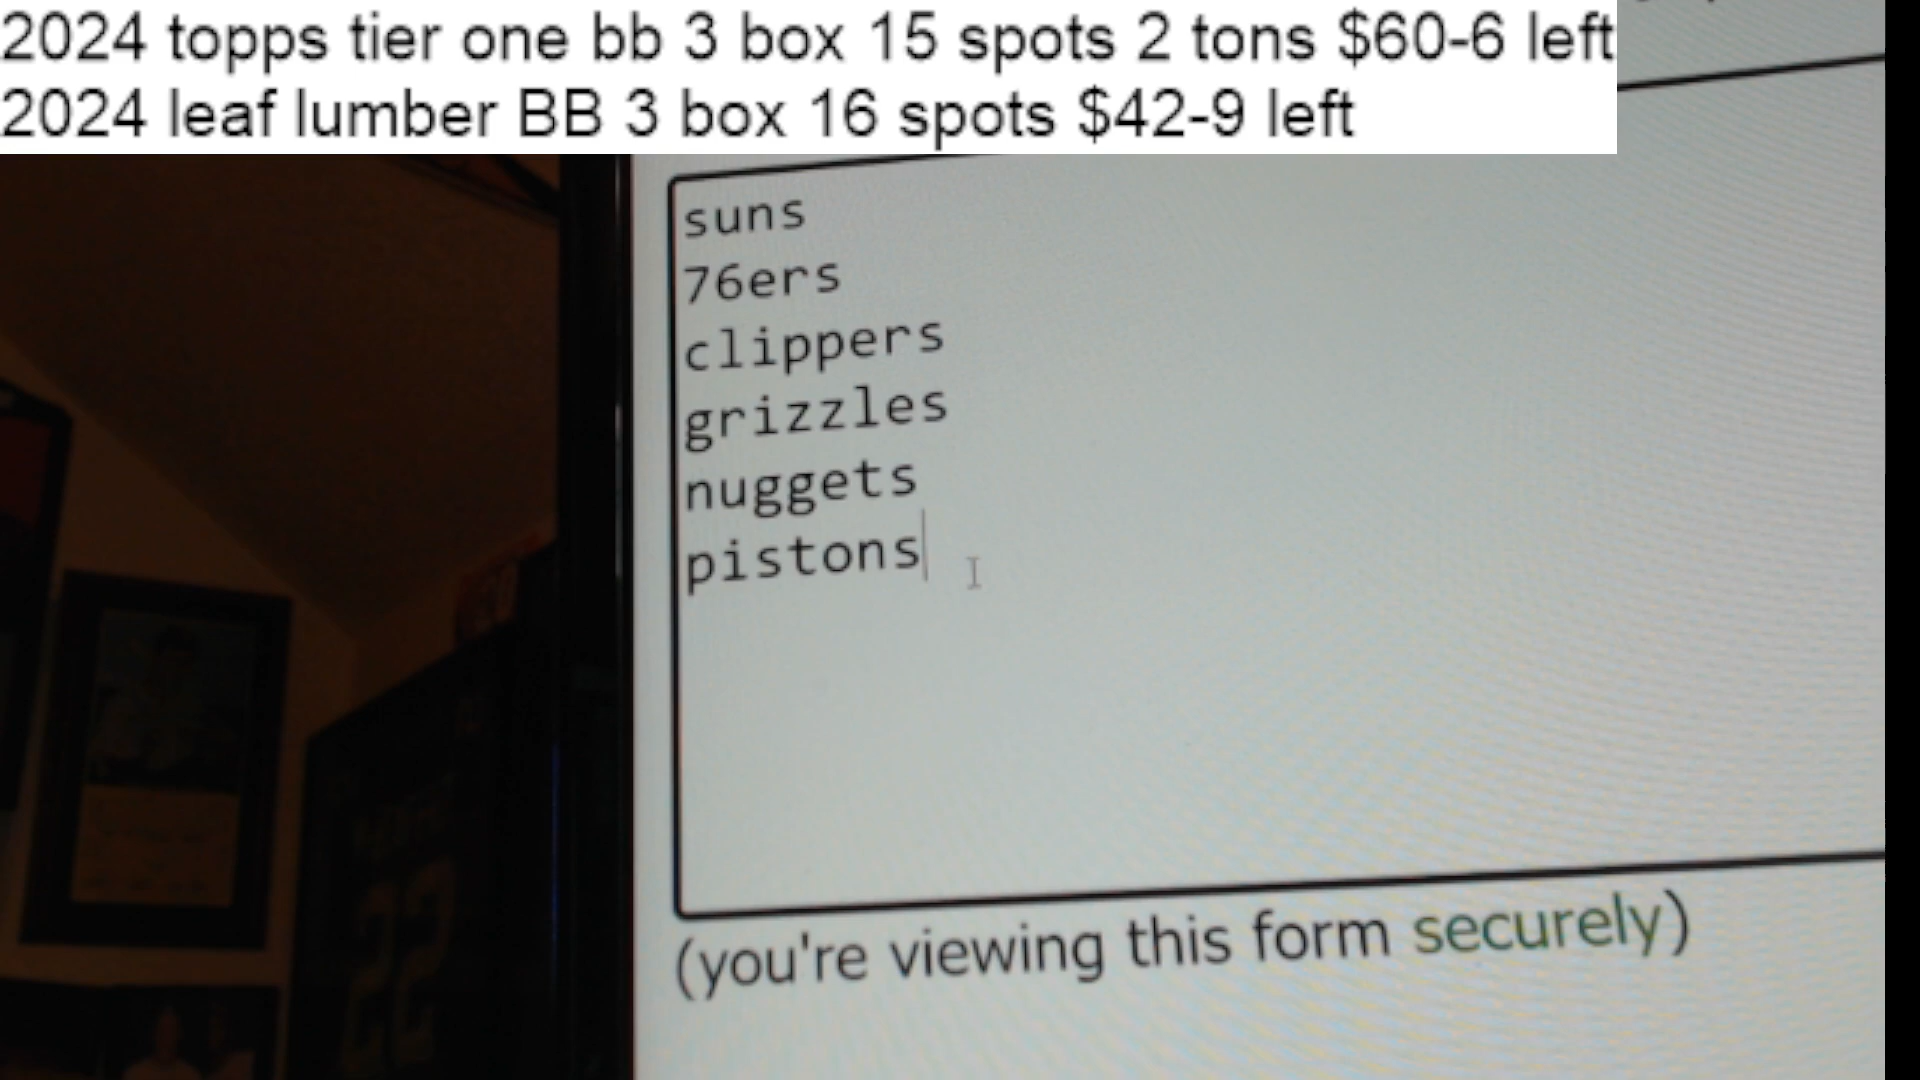 2024 topps tier one bb 3 box 15 spots 2 tons $60-6 left
2024 leaf lumber BB 3 box 16 spots $42-9 left
suns
76ers
clippers
grizzles
nuggets
pistons
(you're viewing this form securely)
22